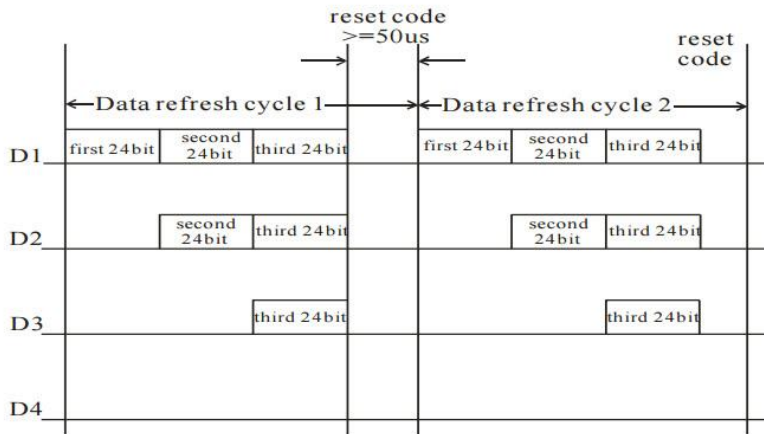 reset code
>=50us
reset
code
Data refresh cycle 1
Data refresh cycle 2
D1
first 24bit
second
24bit
third 24bit
first 24bit
second
24bit
third 24bit
D2
second
24bit
third 24bit
second
24bit
third 24bit
D3
third 24bit
third 24bit
D4